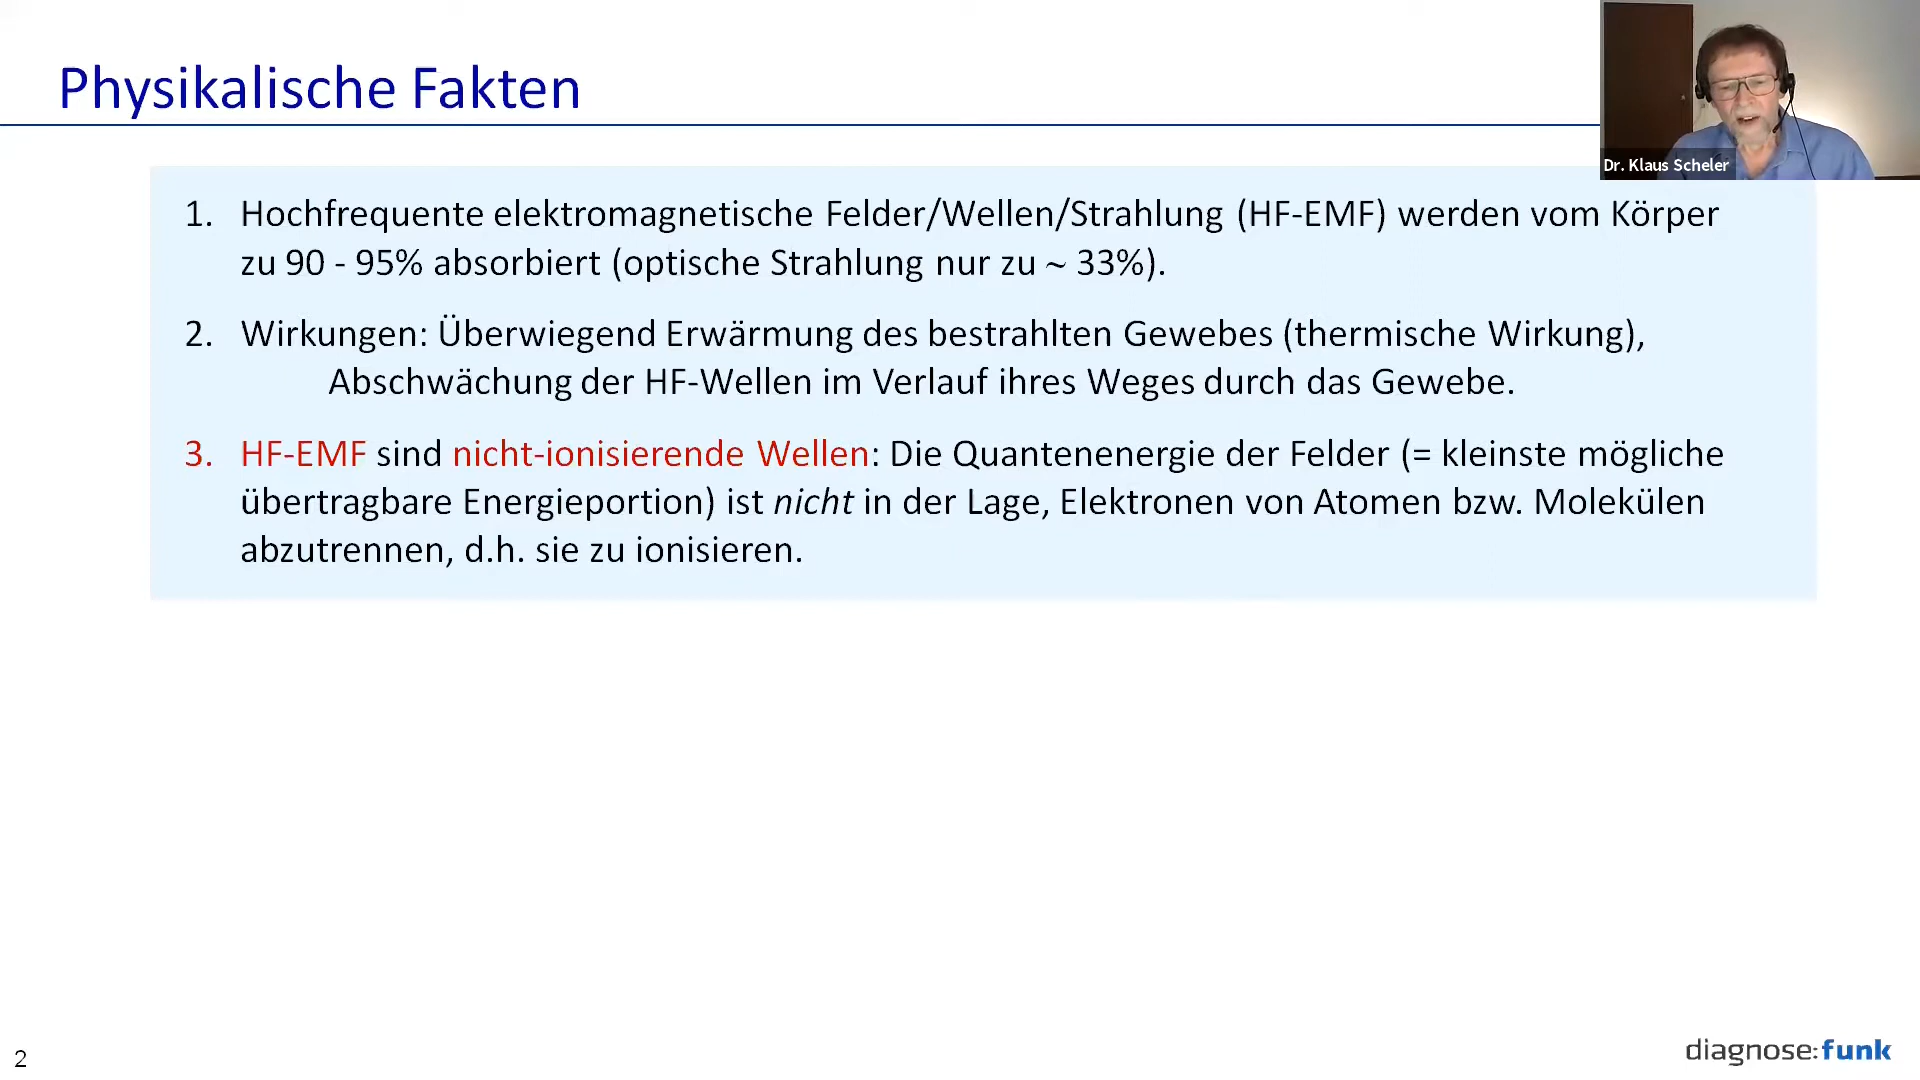 Physikalische Fakten
Dr. Klaus Scheler
1. Hochfrequente elektromagnetische Felder/Wellen/Strahlung (HF-EMF) werden vom Körper
zu 90 - 95% absorbiert (optische Strahlung nur zu ~ 33%).
2. Wirkungen: Überwiegend Erwärmung des bestrahlten Gewebes (thermische Wirkung),
Abschwächung der HF-Wellen im Verlauf ihres Weges durch das Gewebe.
3. HF-EMF sind nicht-ionisierende Wellen: Die Quantenenergie der Felder (= kleinste mögliche
übertragbare Energieportion) ist nicht in der Lage, Elektronen von Atomen bzw. Molekülen
abzutrennen, d.h. sie zu ionisieren.
2
diagnose:funk